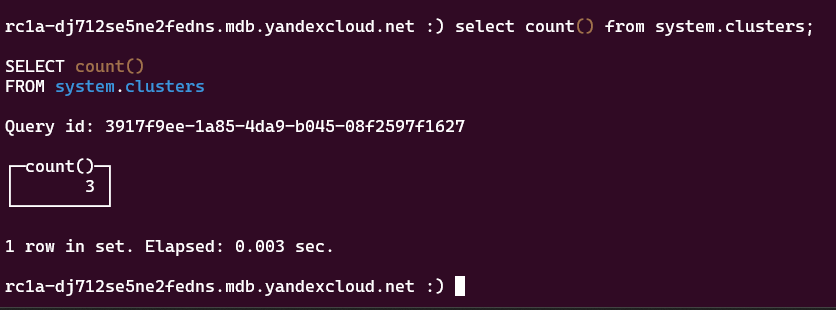 rc1a-dj712se5ne2fedns.mdb.yandexcloud.net :) select count() from system.clusters;
SELECT count()
FROM system.clusters
Query id: 3917f9ee-1a85-4da9-b045-08f2597f1627
count()
3
1 row in set. Elapsed: 0.003 sec.
rc1a-dj712se5ne2fedns.mdb.yandexcloud.net :)